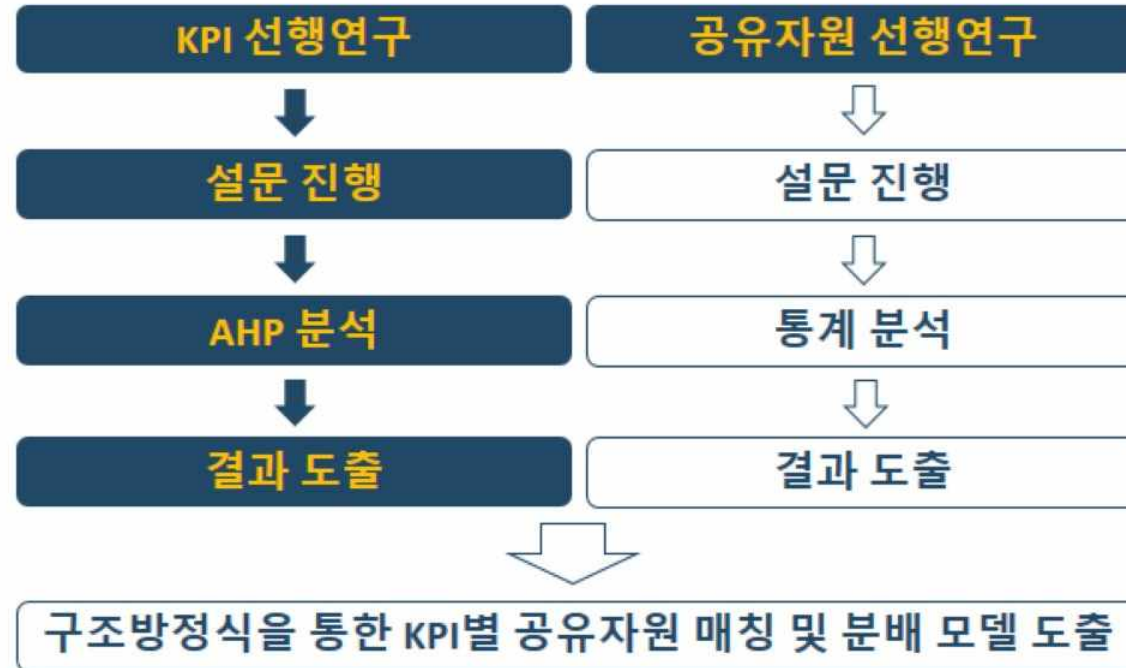 KPI 선행연구
공유자원 선행연구
설문 진행
설문 진행
AHP 분석
통계 분석
결과 도출
결과 도출
구조방정식을 통한 KPI별 공유자원 매칭 및 분배 모델 도출